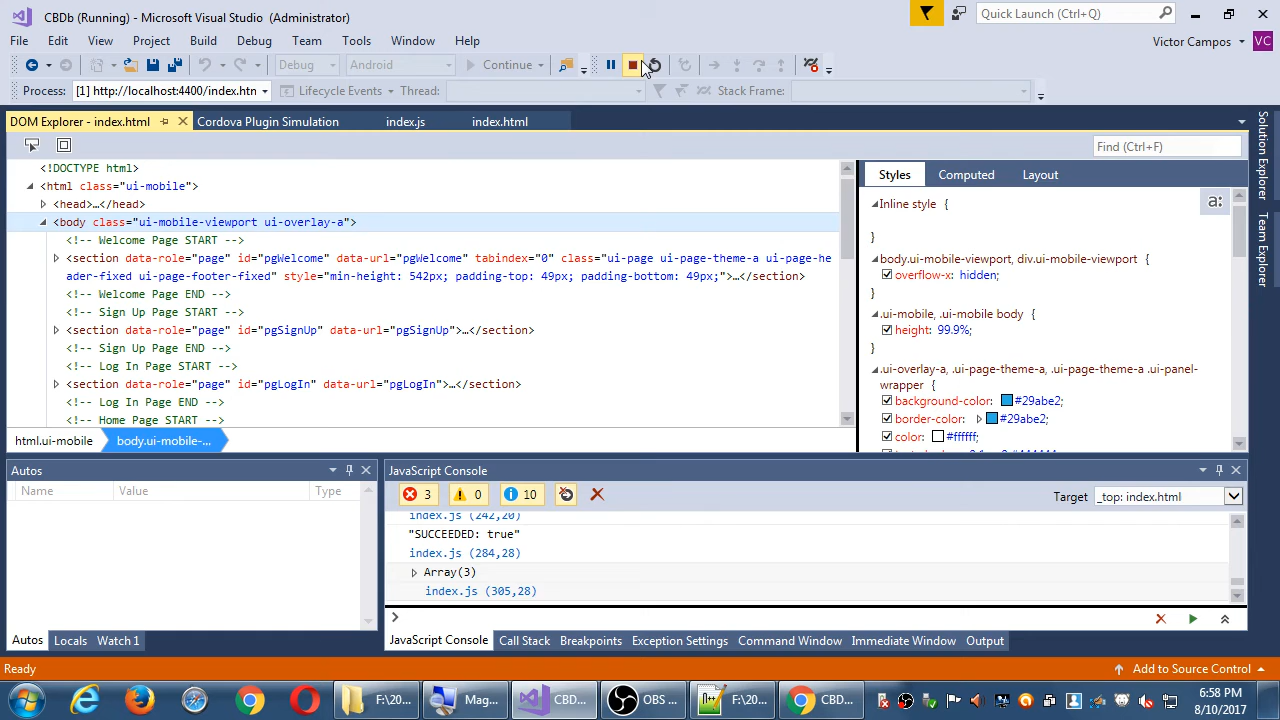 CBDb (Running) - Microsoft Visual Studio (Administrator)
Quick Launch (Ctrl+Q)
File Edit View Project Build Debug Team Tools Window Help
Victor Campos VC
Debug Android Continue
Process: [1] http://localhost:4400/index.htn Lifecycle Events Thread: Stack Frame:
DOM Explorer - index.html Cordova Plugin Simulation index.js index.html
Find (Ctrl+F)
<!DOCTYPE html>
<html class="ui-mobile">
<head>…</head>
<body class="ui-mobile-viewport ui-overlay-a">
<!-- Welcome Page START -->
<section data-role="page" id="pgWelcome" data-url="pgWelcome" tabindex="0" class="ui-page ui-page-theme-a ui-page-he
ader-fixed ui-page-footer-fixed" style="min-height: 542px; padding-top: 49px; padding-bottom: 49px;">…</section>
<!-- Welcome Page END -->
<!-- Sign Up Page START -->
<section data-role="page" id="pgSignUp" data-url="pgSignUp">…</section>
<!-- Sign Up Page END -->
<!-- Log In Page START -->
<section data-role="page" id="pgLogIn" data-url="pgLogIn">…</section>
<!-- Log In Page END -->
<!-- Home Page START -->
html.ui-mobile body.ui-mobile-...
Styles Computed Layout
Inline style {
a:
}
body.ui-mobile-viewport, div.ui-mobile-viewport {
overflow-x: hidden;
}
.ui-mobile, .ui-mobile body {
height: 99.9%;
}
.ui-overlay-a, .ui-page-theme-a, .ui-page-theme-a .ui-panel-
wrapper {
background-color: #29abe2;
border-color: #29abe2;
color: #ffffff;
Solution Explorer
Team Explorer
Autos
Name Value Type
Autos Locals Watch 1
JavaScript Console
3 0 10
Target _top: index.html
index.js (242,20)
"SUCCEEDED: true"
index.js (284,28)
Array(3)
index.js (305,28)
JavaScript Console Call Stack Breakpoints Exception Settings Command Window Immediate Window Output
Ready
Add to Source Control
F:\20... Mag... CBD... OBS ... F:\20... CBD...
6:58 PM
8/10/2017